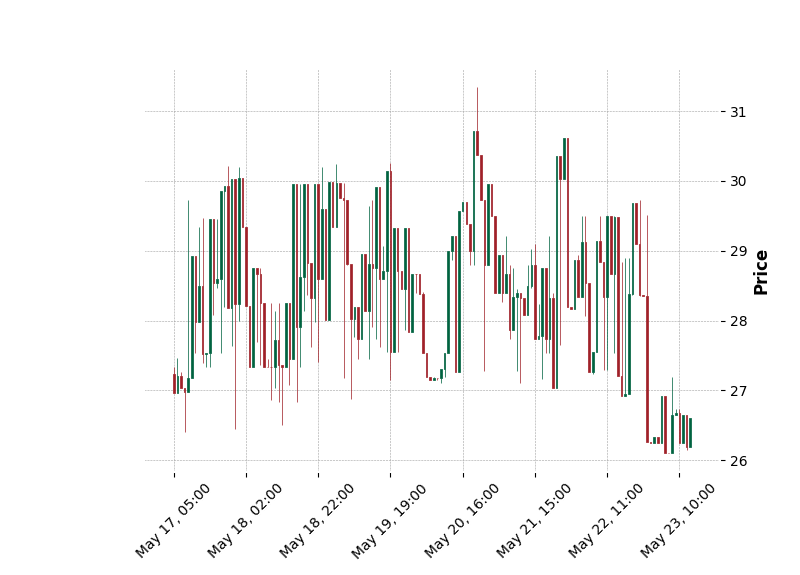 31
30
29
28
27
26
Price
May 17, 05:00
May 18, 02:00
May 18, 22:00
May 19, 19:00
May 20, 16:00
May 21, 15:00
May 22, 11:00
May 23, 10:00